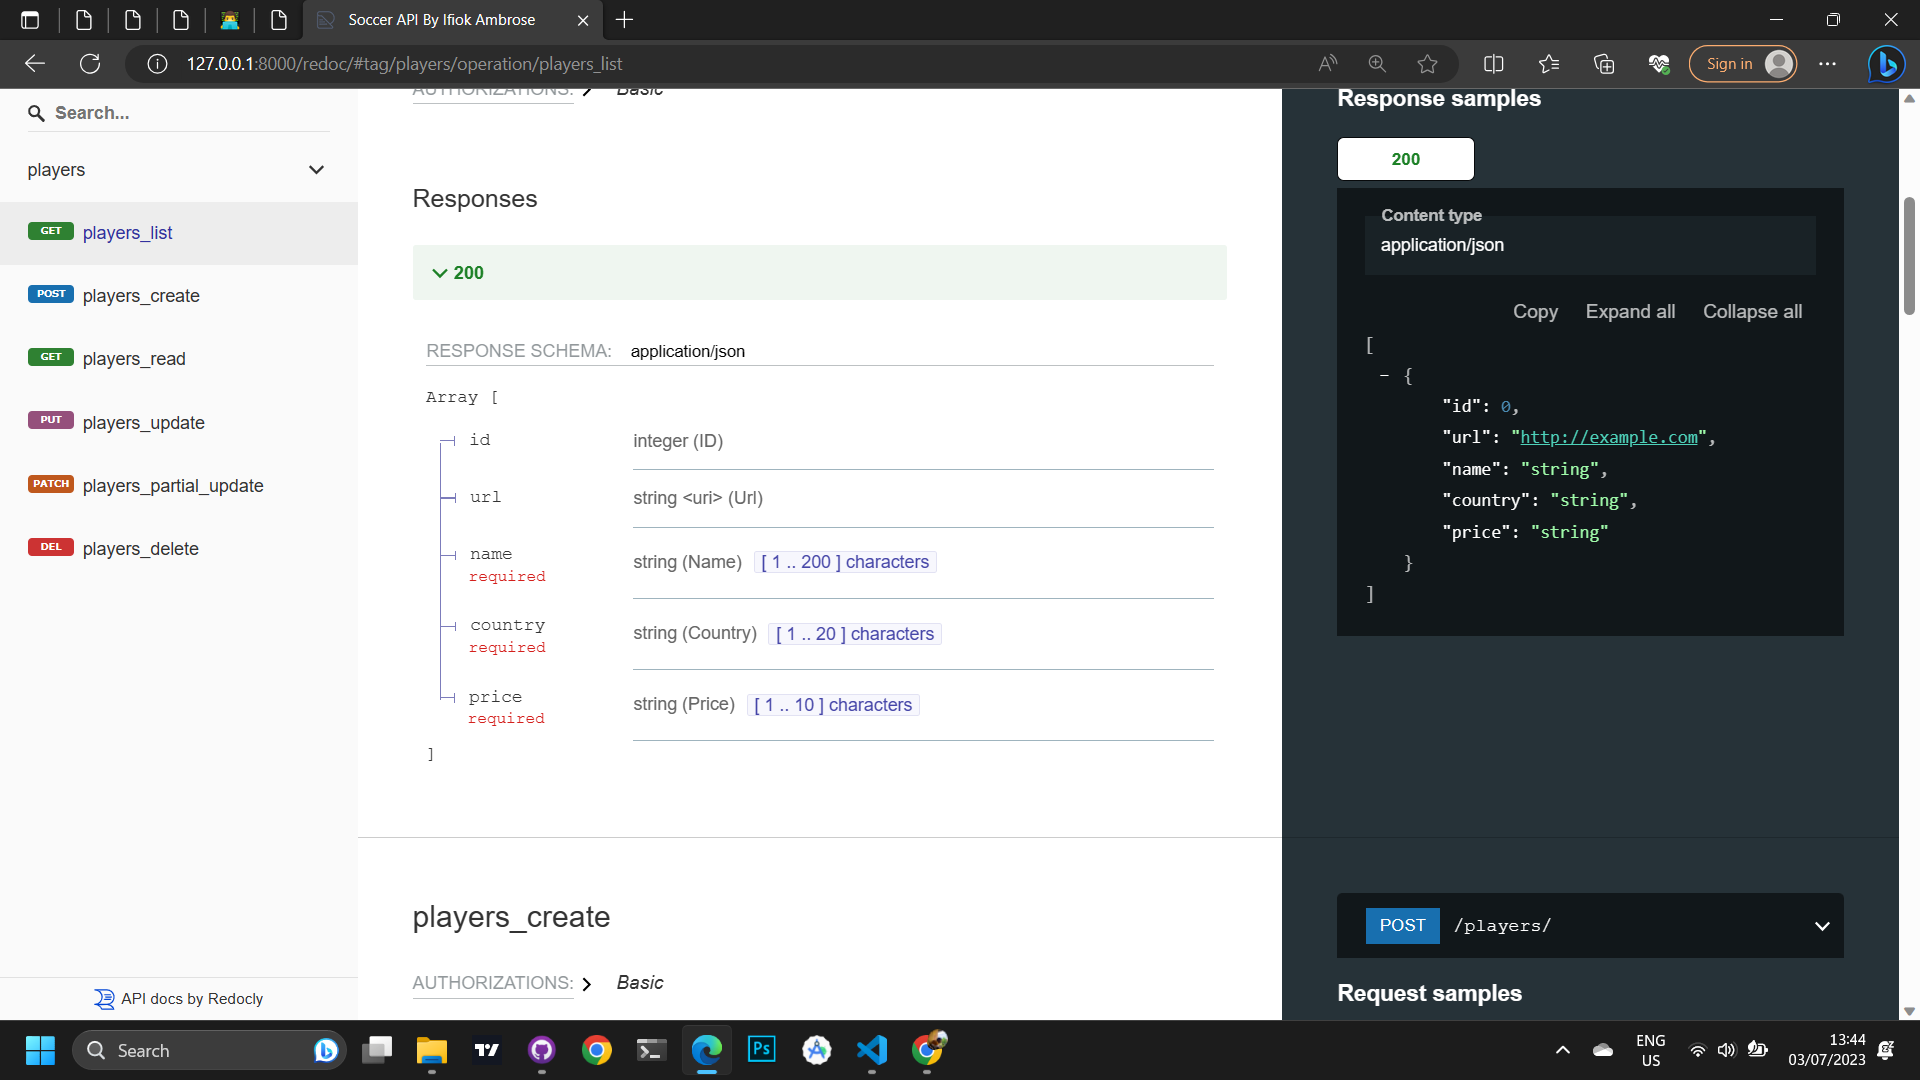 Soccer API By Ifiok Ambrose
127.0.0.1:8000/redoc/#tag/players/operation/players_list
Sign in
Search...
players
GET players_list
POST players_create
GET players_read
PUT players_update
PATCH players_partial_update
DEL players_delete
API docs by Redocly
AUTHORIZATIONS: Basic
Responses
200
RESPONSE SCHEMA: application/json
Array [
id integer (ID)
url string <uri> (Url)
name string (Name) [ 1 .. 200 ] characters
required
country string (Country) [ 1 .. 20 ] characters
required
price string (Price) [ 1 .. 10 ] characters
required
]
players_create
AUTHORIZATIONS: Basic
Response samples
200
Content type
application/json
Copy Expand all Collapse all
[
- {
"id": 0,
"url": "http://example.com",
"name": "string",
"country": "string",
"price": "string"
}
]
POST /players/
Request samples
Search
Ps
ENG
US
13:44
03/07/2023